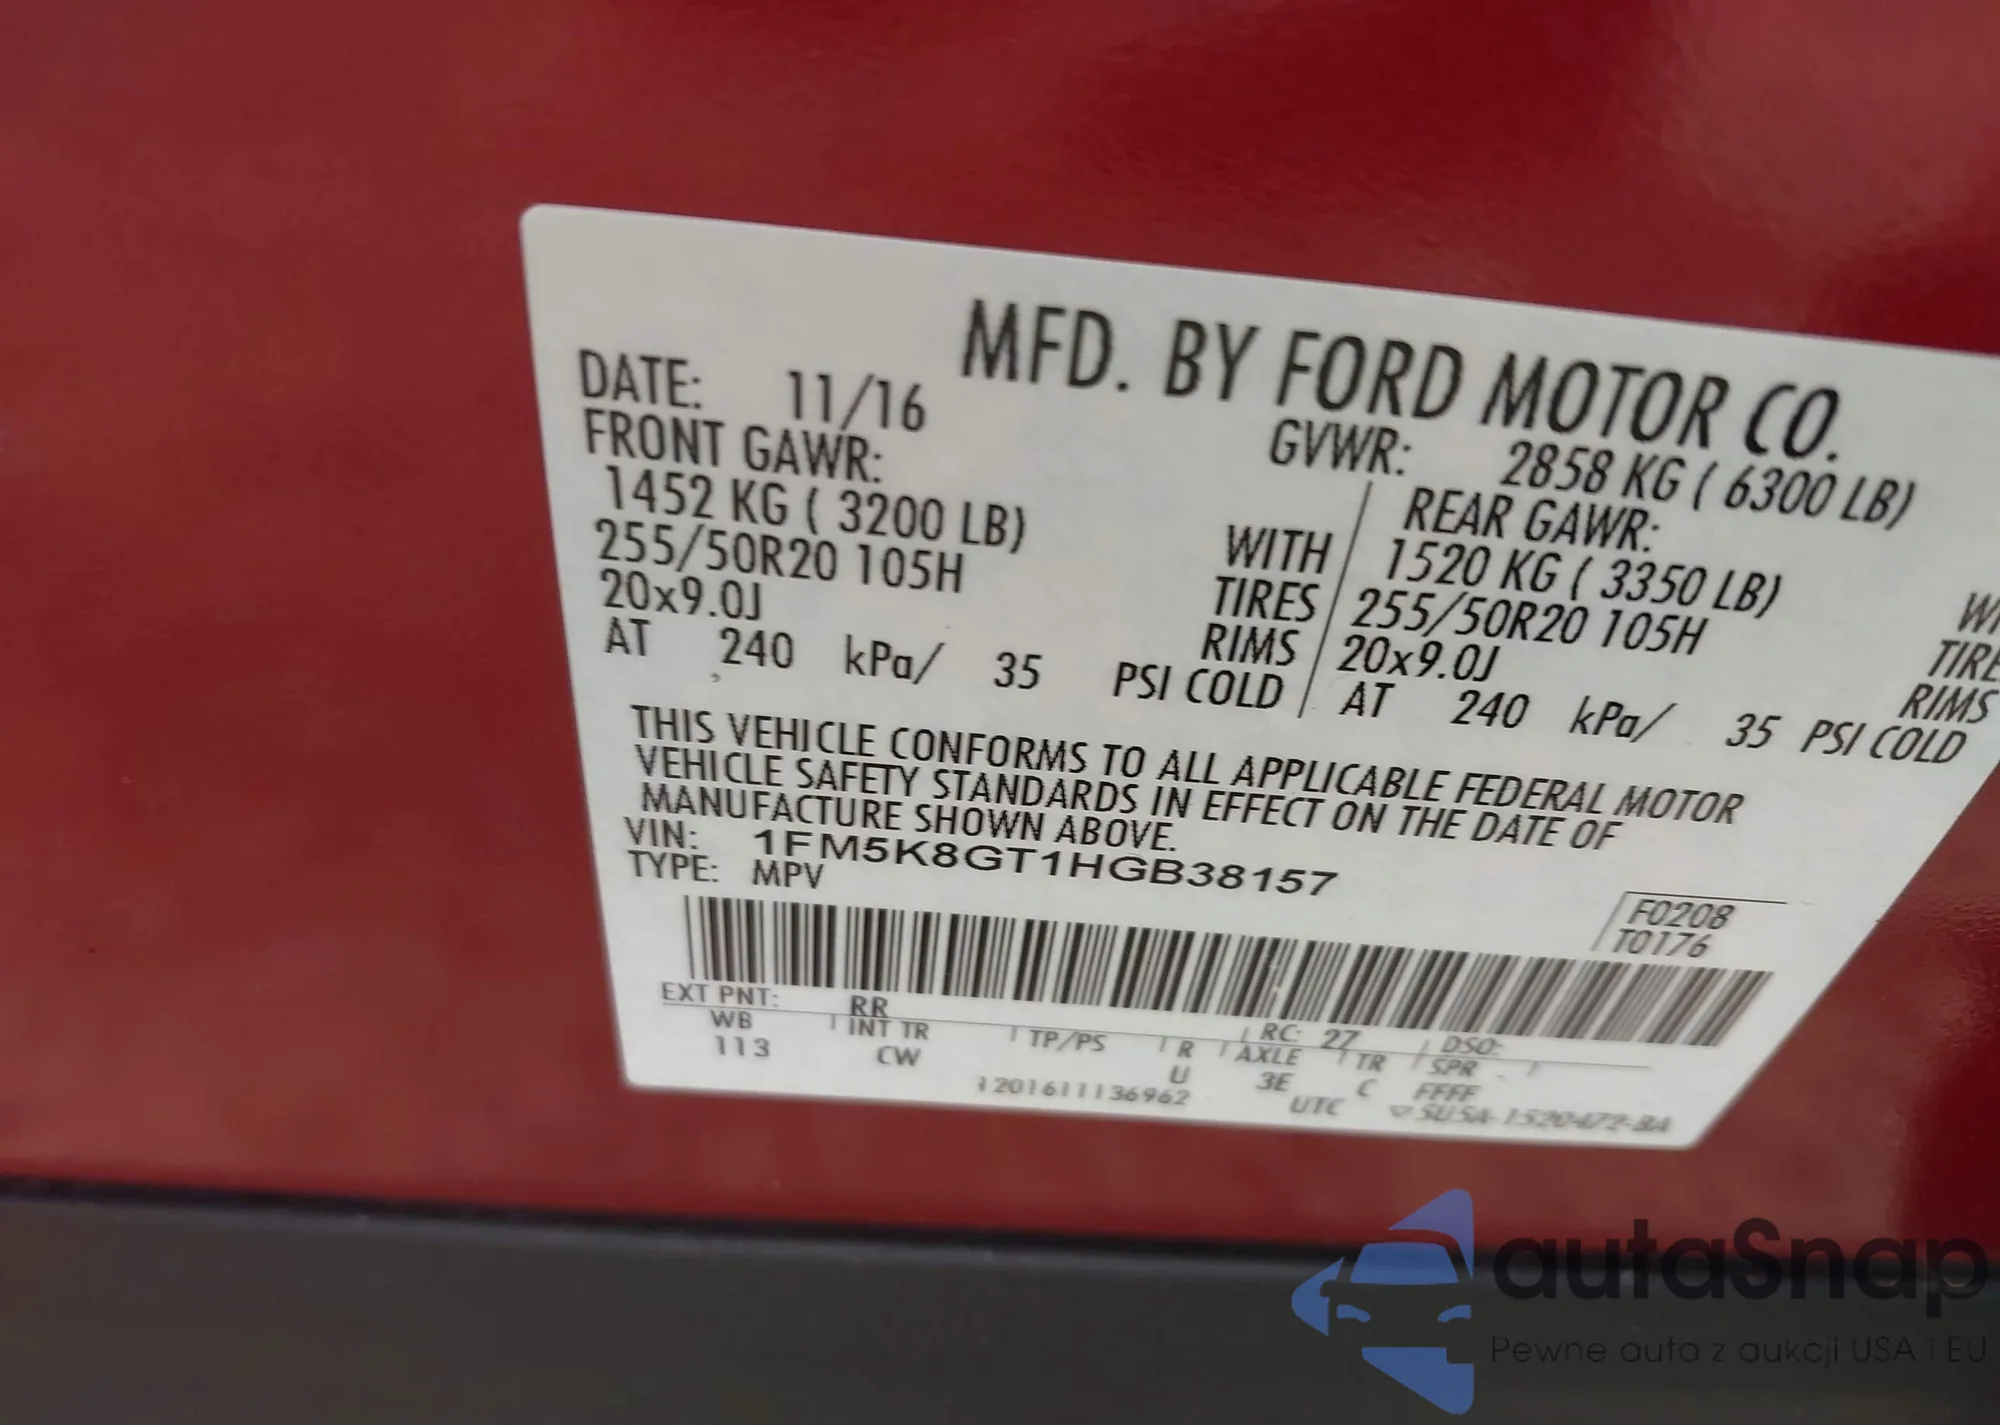 MFD. BY FORD MOTOR CO.
DATE: 11/16 GVWR: 2858 KG ( 6300 LB)
FRONT GAWR: REAR GAWR:
1452 KG ( 3200 LB) WITH 1520 KG ( 3350 LB)
255/50R20 105H TIRES 255/50R20 105H TIRE
20x9.0J RIMS 20x9.0J RIMS
AT 240 kPa/ 35 PSI COLD AT 240 kPa/ 35 PSI COLD
THIS VEHICLE CONFORMS TO ALL APPLICABLE FEDERAL MOTOR
VEHICLE SAFETY STANDARDS IN EFFECT ON THE DATE OF
MANUFACTURE SHOWN ABOVE.
VIN: 1FM5K8GT1HGB38157
TYPE: MPV
F0208
T0176
EXT PNT: RR RC: 27 DSO:
WB INT TR TP/PS R AXLE TR SPR
113 CW U 3E C FFFF
1201611136962 UTC
autaSnap
Pewne auta z aukcji USA i EU